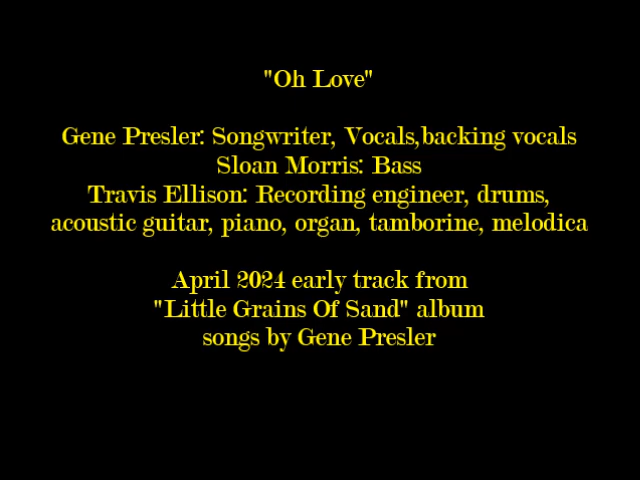 "Oh Love"
Gene Presler: Songwriter, Vocals,backing vocals
Sloan Morris: Bass
Travis Ellison: Recording engineer, drums,
acoustic guitar, piano, organ, tamborine, melodica
April 2024 early track from
"Little Grains Of Sand" album
songs by Gene Presler